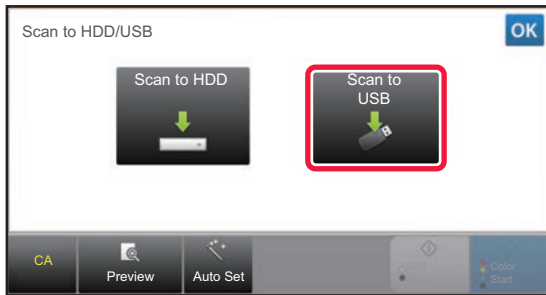 Scan to HDD/USB
OK
Scan to HDD
Scan to
USB
CA
Preview
Auto Set
B/W
Color
Start